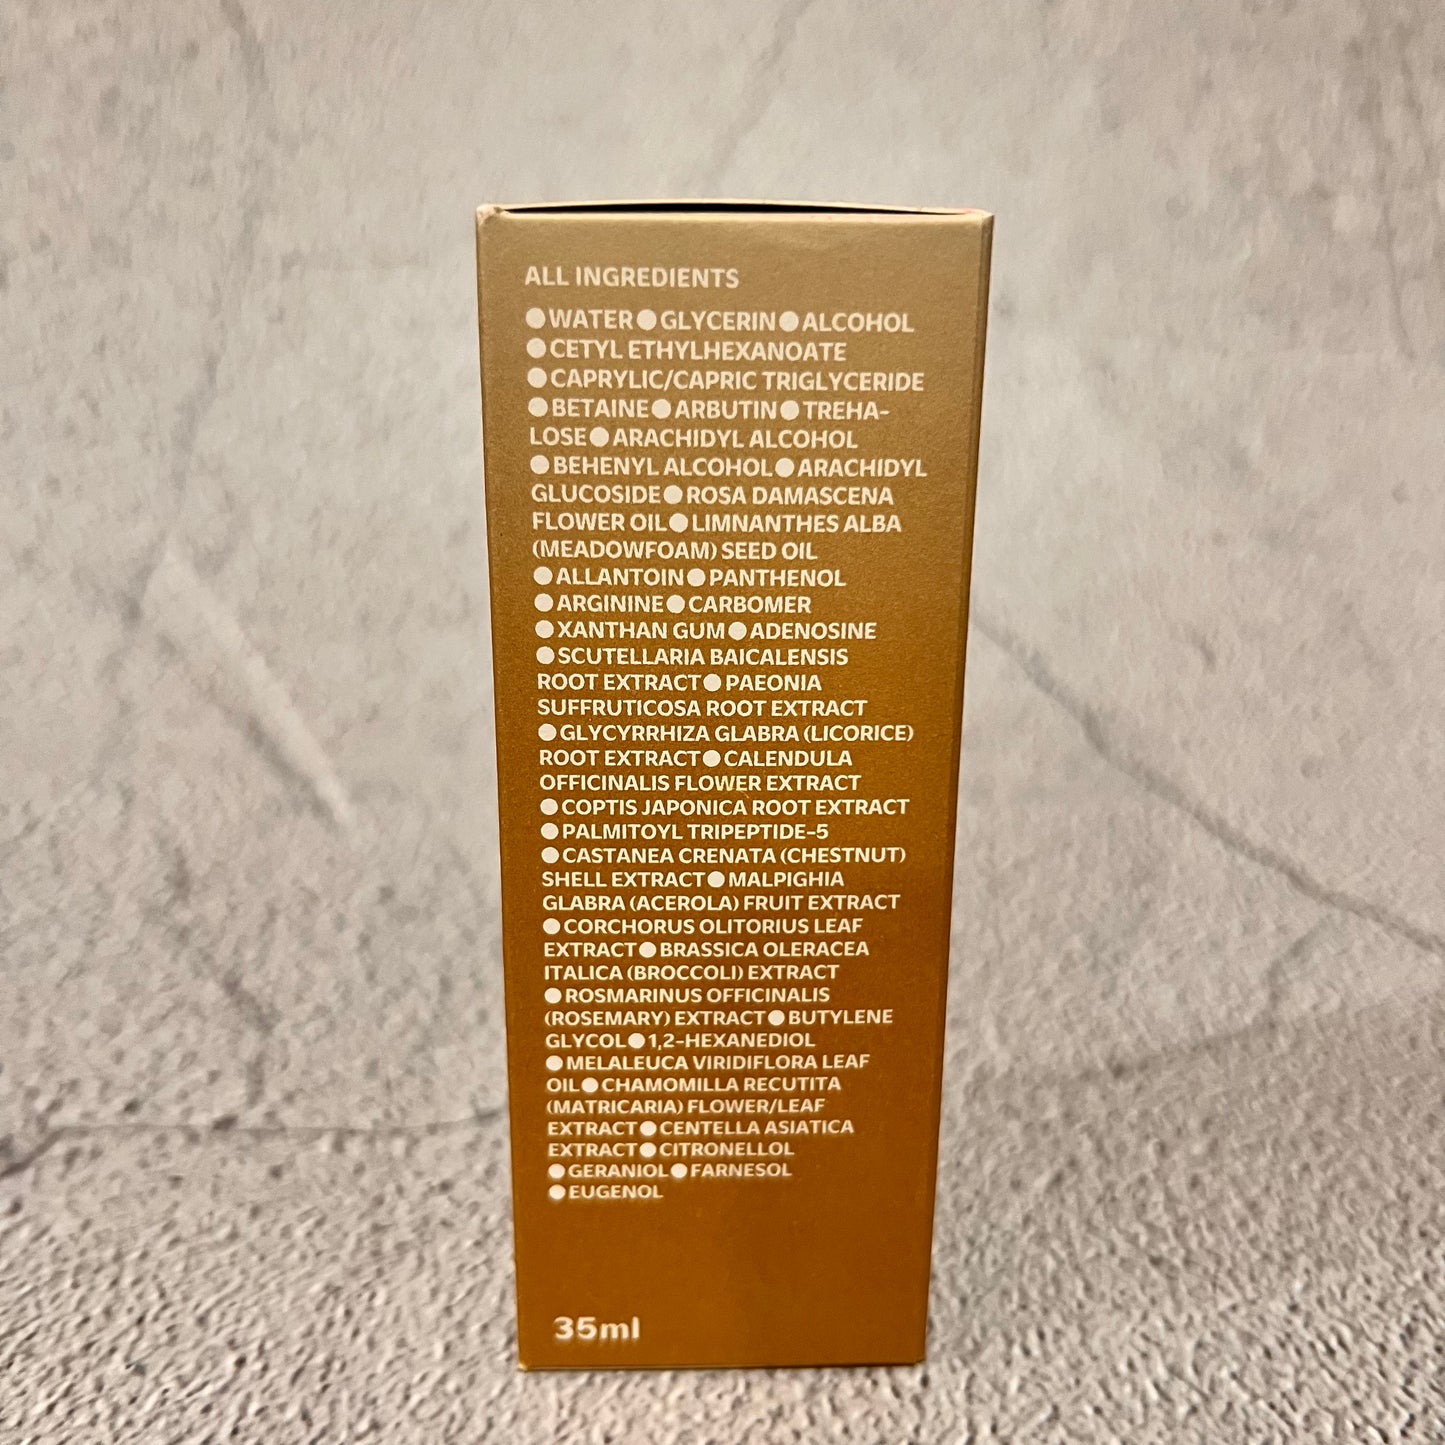 ALL INGREDIENTS
●WATER●GLYCERIN●ALCOHOL
●CETYL ETHYLHEXANOATE
●CAPRYLIC/CAPRIC TRIGLYCERIDE
●BETAINE●ARBUTIN●TREHA-
LOSE●ARACHIDYL ALCOHOL
●BEHENYL ALCOHOL●ARACHIDYL
GLUCOSIDE●ROSA DAMASCENA
FLOWER OIL●LIMNANTHES ALBA
(MEADOWFOAM) SEED OIL
●ALLANTOIN●PANTHENOL
●ARGININE●CARBOMER
●XANTHAN GUM●ADENOSINE
●SCUTELLARIA BAICALENSIS
ROOT EXTRACT●PAEONIA
SUFFRUTICOSA ROOT EXTRACT
●GLYCYRRHIZA GLABRA (LICORICE)
ROOT EXTRACT●CALENDULA
OFFICINALIS FLOWER EXTRACT
●COPTIS JAPONICA ROOT EXTRACT
●PALMITOYL TRIPEPTIDE-5
●CASTANEA CRENATA (CHESTNUT)
SHELL EXTRACT●MALPIGHIA
GLABRA (ACEROLA) FRUIT EXTRACT
●CORCHORUS OLITORIUS LEAF
EXTRACT●BRASSICA OLERACEA
ITALICA (BROCCOLI) EXTRACT
●ROSMARINUS OFFICINALIS
(ROSEMARY) EXTRACT●BUTYLENE
GLYCOL●1,2-HEXANEDIOL
●MELALEUCA VIRIDIFLORA LEAF
OIL●CHAMOMILLA RECUTITA
(MATRICARIA) FLOWER/LEAF
EXTRACT●CENTELLA ASIATICA
EXTRACT●CITRONELLOL
●GERANIOL●FARNESOL
●EUGENOL
35ml